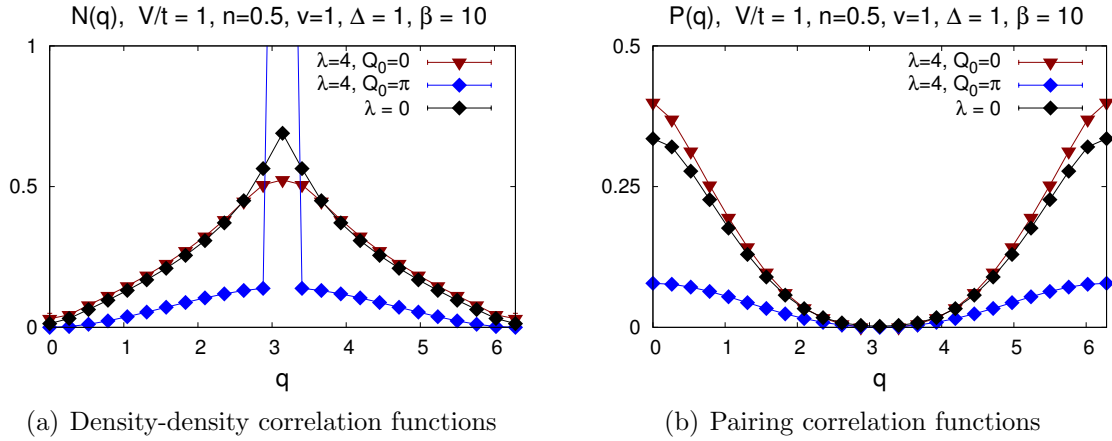 N(q), V/t = 1, n=0.5, v=1, Δ = 1, β = 10
λ=4, Q₀=0
λ=4, Q₀=π
λ = 0
1
0.5
0
0 1 2 3 4 5 6
q
(a) Density-density correlation functions
P(q), V/t = 1, n=0.5, v=1, Δ = 1, β = 10
λ=4, Q₀=0
λ=4, Q₀=π
λ = 0
0.5
0.25
0
0 1 2 3 4 5 6
q
(b) Pairing correlation functions